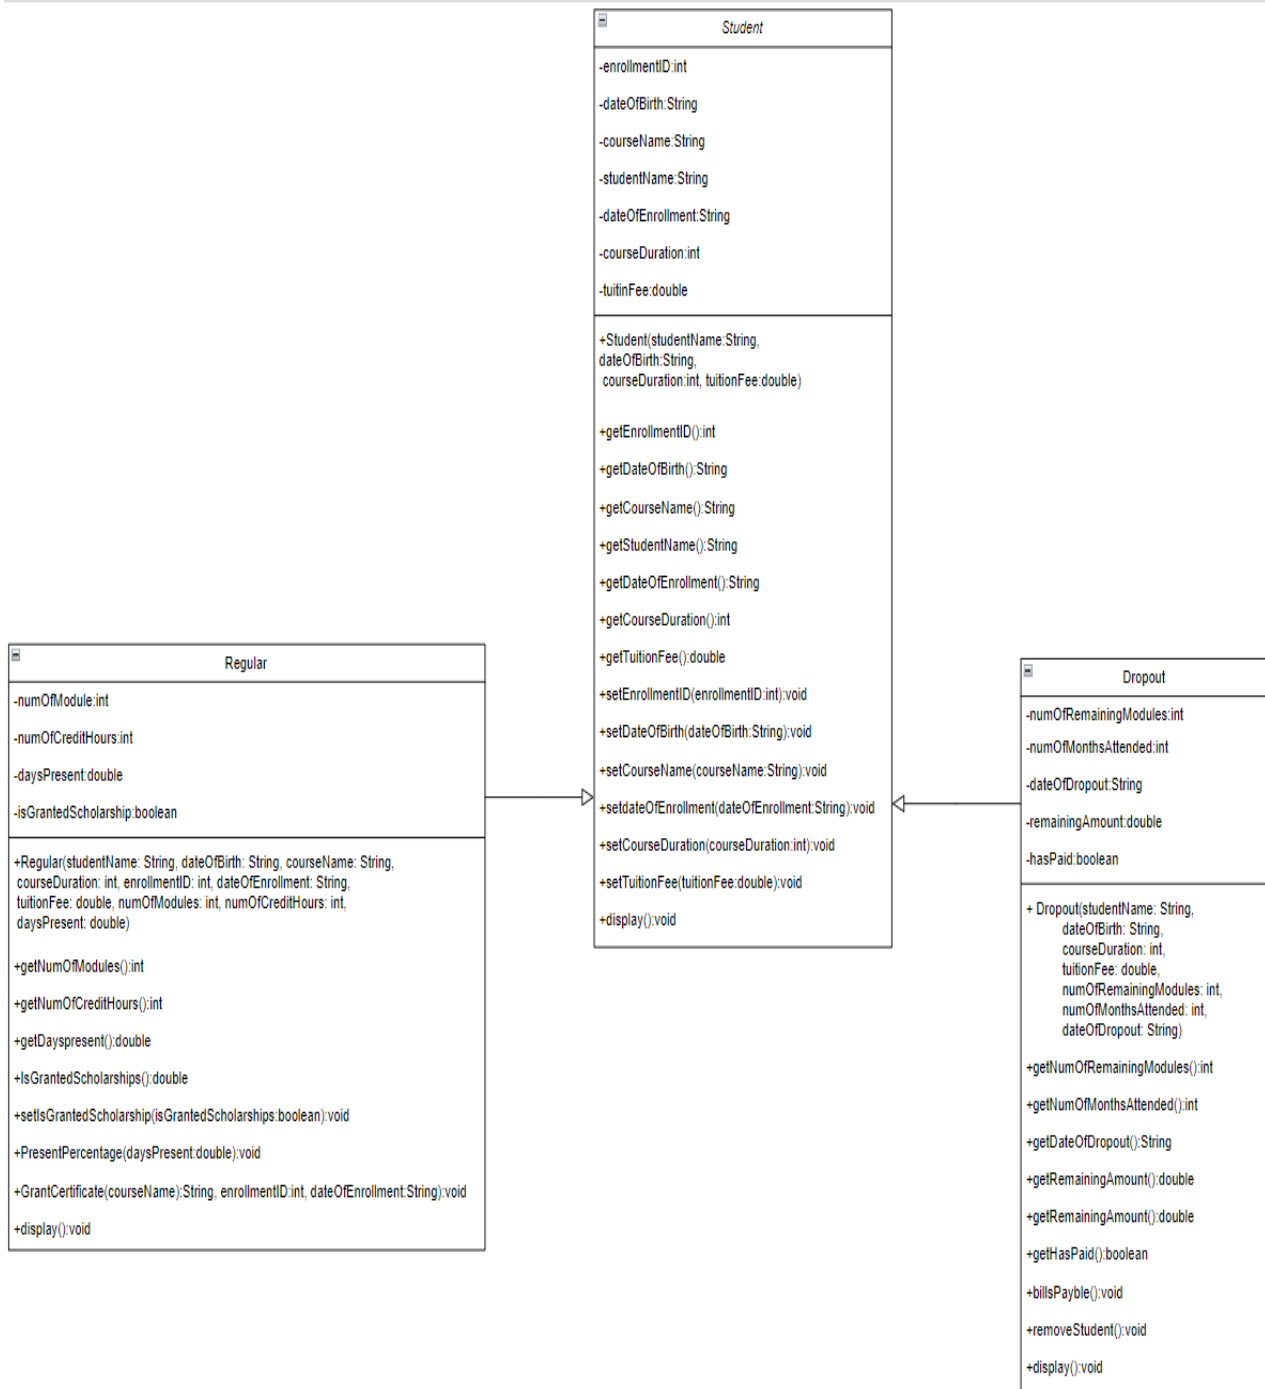 Student
-enrollmentID:int
-dateOfBirth:String
-courseName:String
-studentName:String
-dateOfEnrollment:String
-courseDuration:int
-tuitinFee:double
+Student(studentName:String,
dateOfBirth:String,
courseDuration:int, tuitionFee:double)
+getEnrollmentID():int
+getDateOfBirth():String
+getCourseName():String
+getStudentName():String
+getDateOfEnrollment():String
+getCourseDuration():int
+getTuitionFee():double
+setEnrollmentID(enrollmentID:int):void
+setDateOfBirth(dateOfBirth:String):void
+setCourseName(courseName:String):void
+setdateOfEnrollment(dateOfEnrollment:String):void
+setCourseDuration(courseDuration:int):void
+setTuitionFee(tuitionFee:double):void
+display():void
Regular
-numOfModule:int
-numOfCreditHours:int
-daysPresent:double
-isGrantedScholarship:boolean
+Regular(studentName: String, dateOfBirth: String, courseName: String,
courseDuration: int, enrollmentID: int, dateOfEnrollment: String,
tuitionFee: double, numOfModules: int, numOfCreditHours: int,
daysPresent: double)
+getNumOfModules():int
+getNumOfCreditHours():int
+getDayspresent():double
+IsGrantedScholarships():double
+setIsGrantedScholarship(isGrantedScholarships:boolean):void
+PresentPercentage(daysPresent:double):void
+GrantCertificate(courseName):String, enrollmentID:int, dateOfEnrollment:String):void
+display():void
Dropout
-numOfRemainingModules:int
-numOfMonthsAttended:int
-dateOfDropout:String
-remainingAmount:double
-hasPaid:boolean
+ Dropout(studentName: String,
dateOfBirth: String,
courseDuration: int,
tuitionFee: double,
numOfRemainingModules: int,
numOfMonthsAttended: int,
dateOfDropout: String)
+getNumOfRemainingModules():int
+getNumOfMonthsAttended():int
+getDateOfDropout():String
+getRemainingAmount():double
+getRemainingAmount():double
+getHasPaid():boolean
+billsPayble():void
+removeStudent():void
+display():void